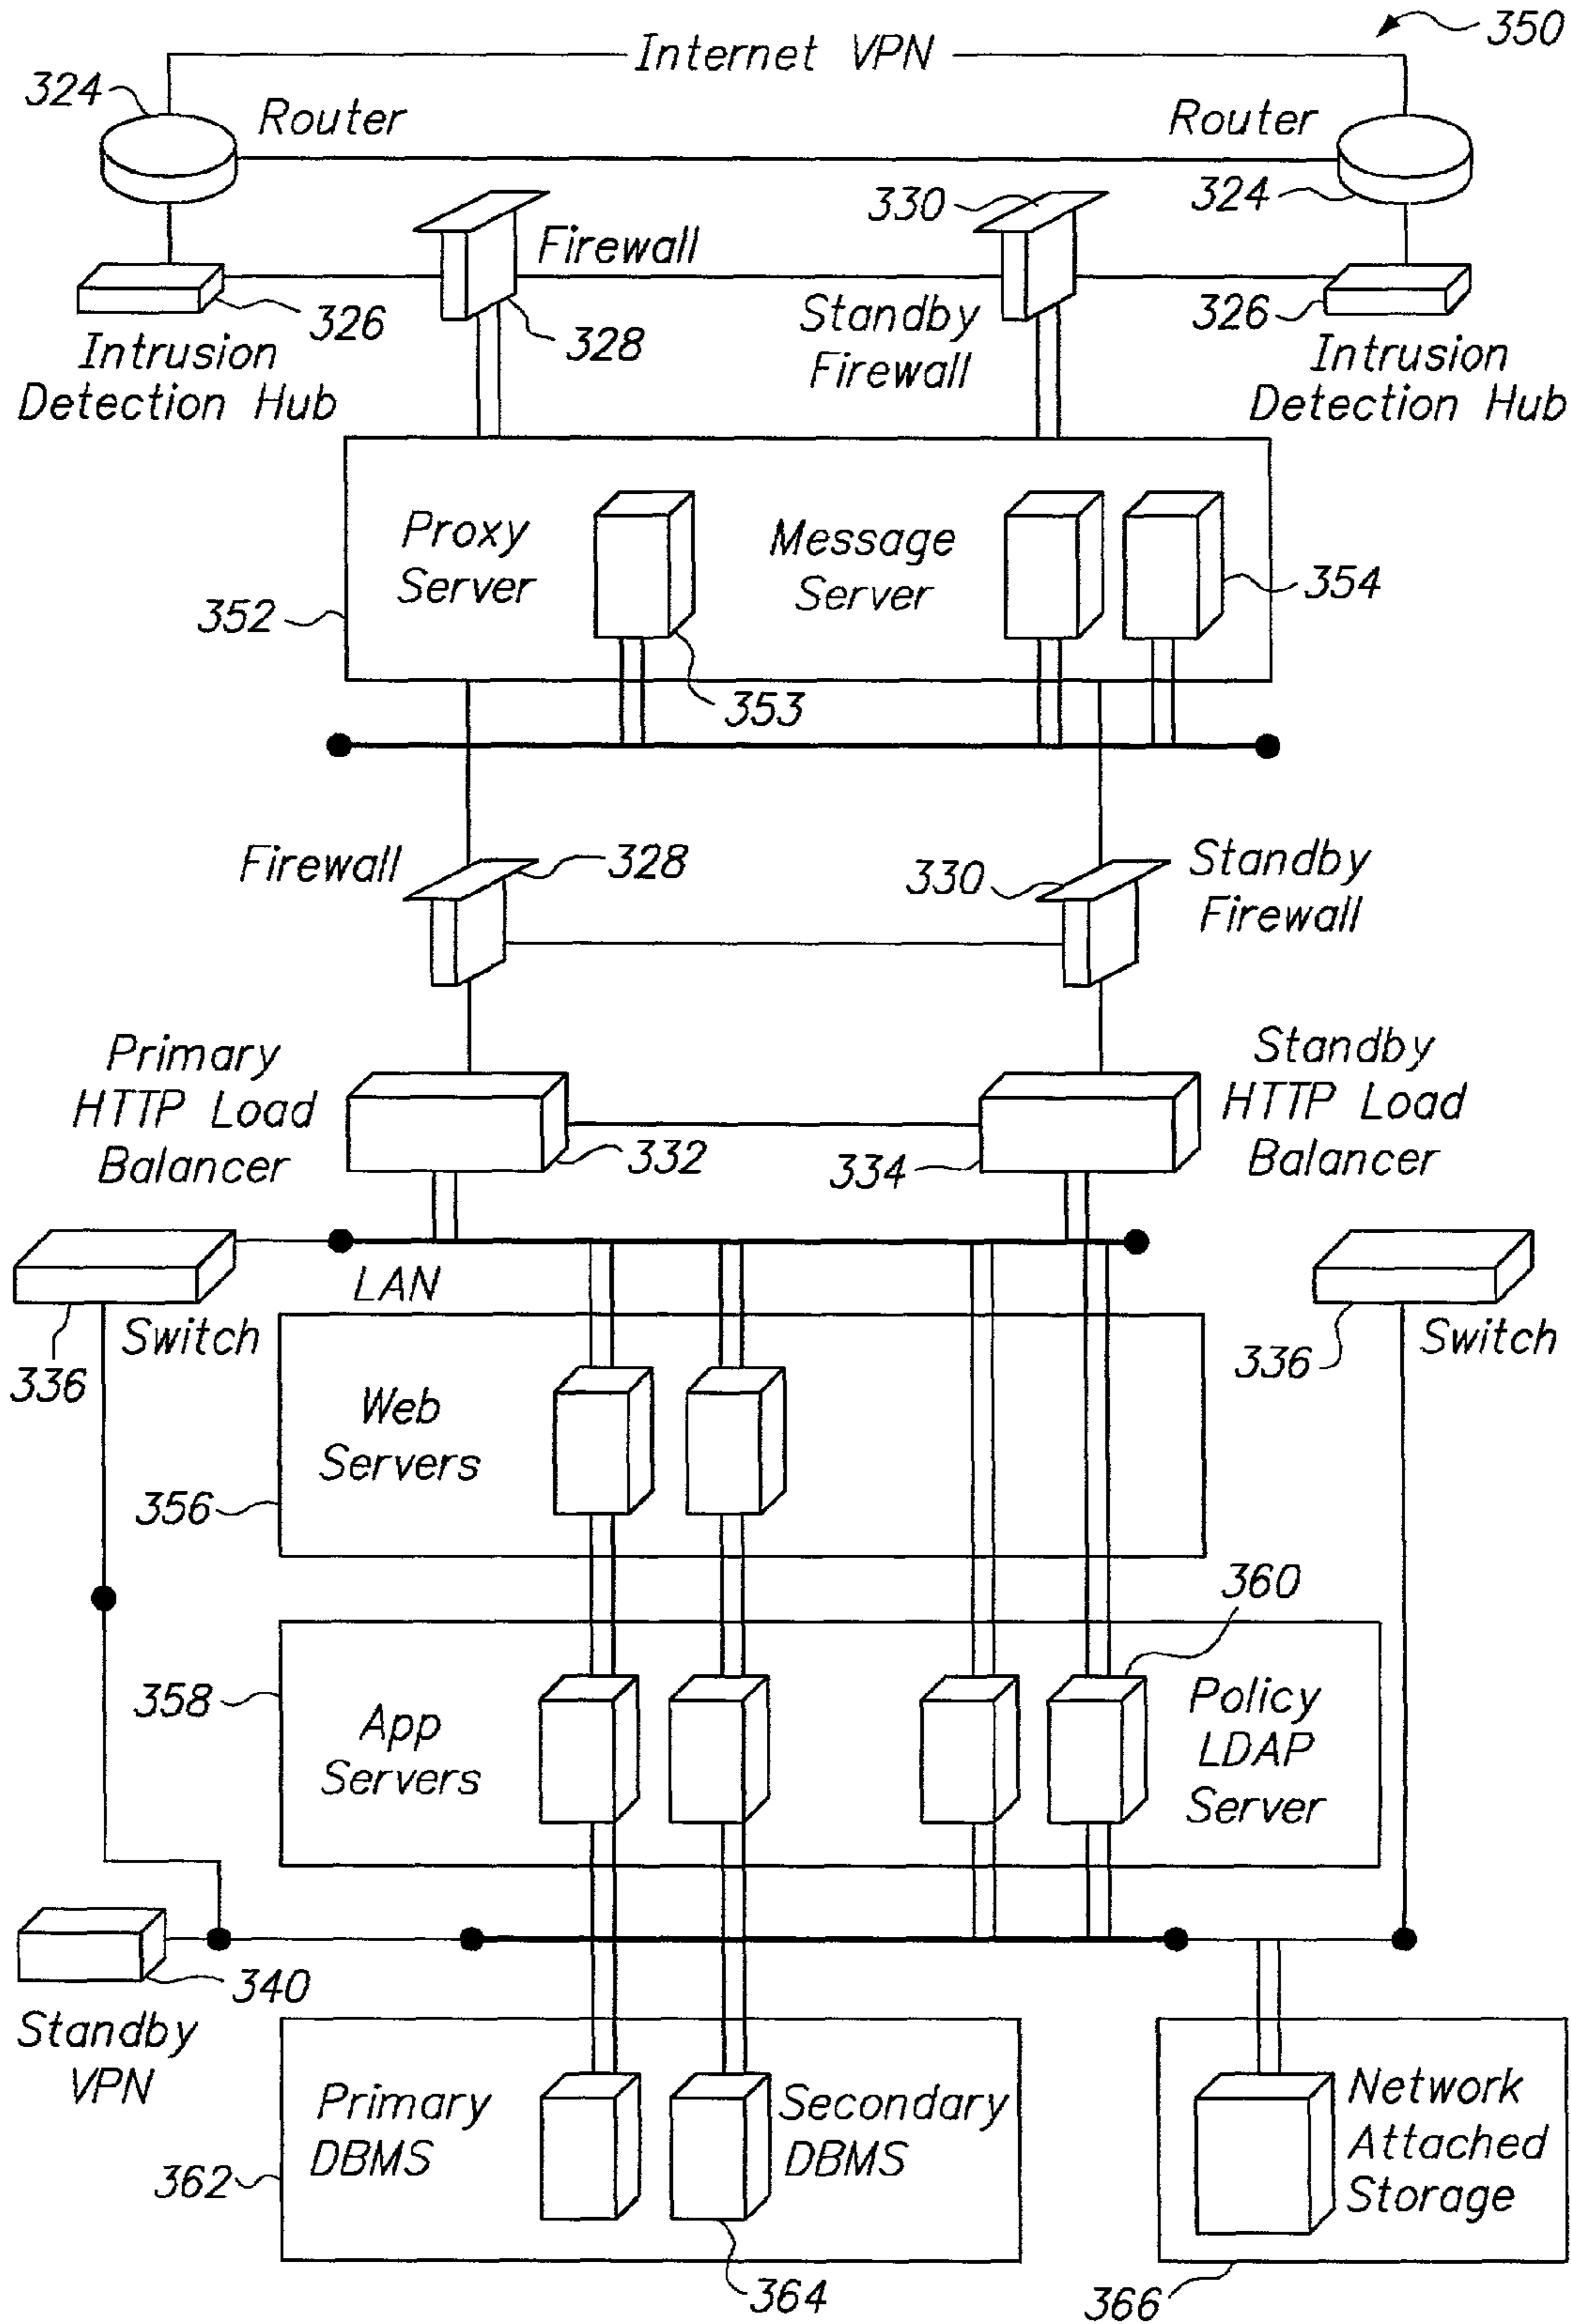 350
Internet VPN
324
Router
Router
324
330
Firewall
326
328
Standby
Firewall
326
Intrusion
Detection Hub
Intrusion
Detection Hub
Proxy
Server
Message
Server
352
354
353
Firewall
328
330
Standby
Firewall
Primary
HTTP Load
Balancer
332
334
Standby
HTTP Load
Balancer
LAN
Switch
336
336
Switch
Web
Servers
356
360
358
App
Servers
Policy
LDAP
Server
340
Standby
VPN
Primary
DBMS
Secondary
DBMS
362
364
Network
Attached
Storage
366